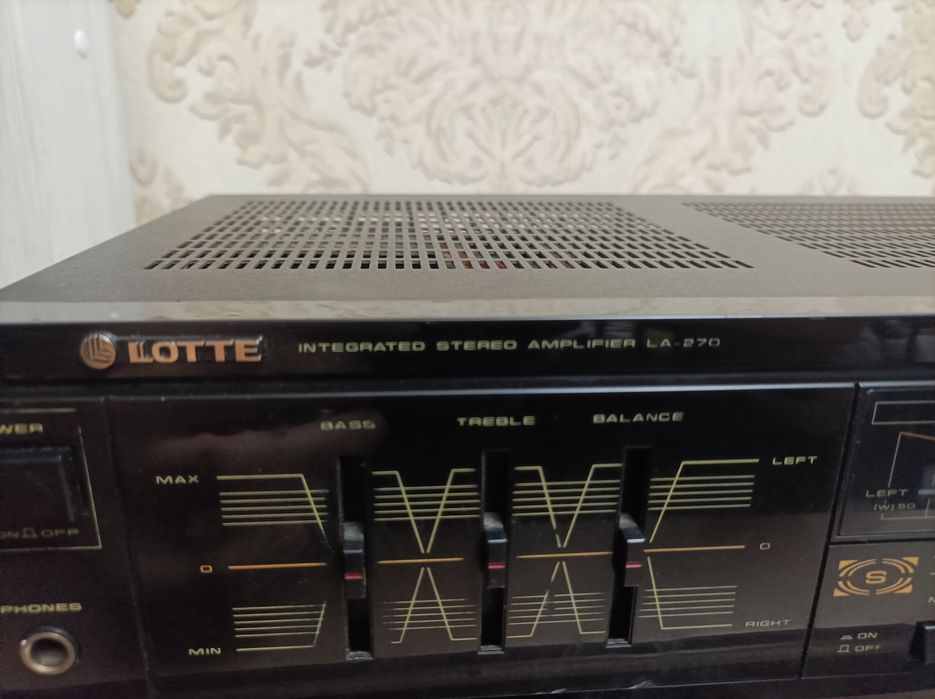 LOTTE INTEGRATED STEREO AMPLIFIER LA-270
BASS TREBLE BALANCE
MAX LEFT
0 0
MIN RIGHT
ON OFF
PHONES
LEFT
(W) 50
S
ON
OFF